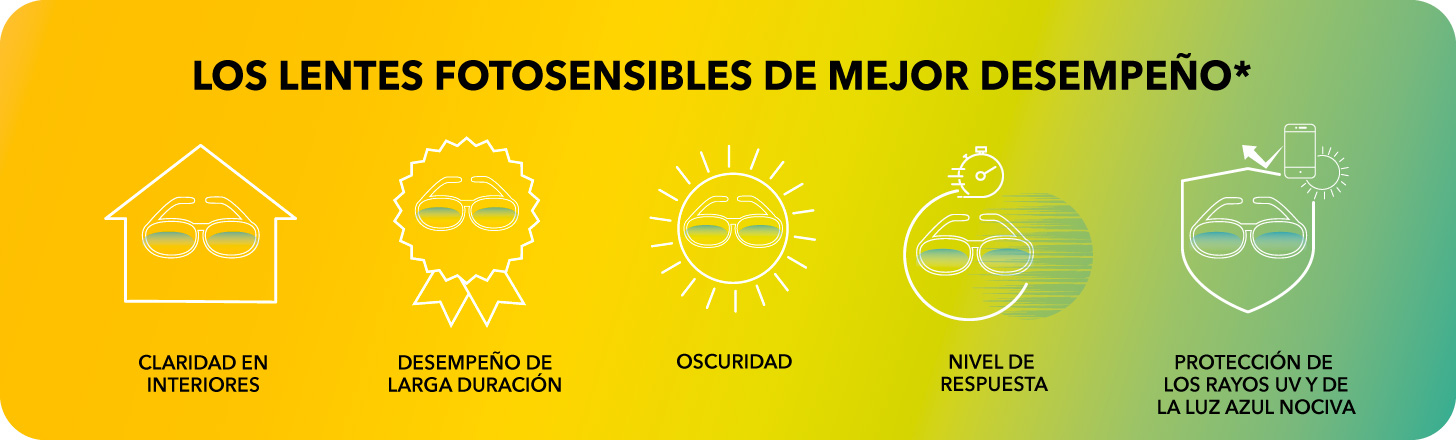 LOS LENTES FOTOSENSIBLES DE MEJOR DESEMPEÑO*
CLARIDAD EN
INTERIORES
DESEMPEÑO DE
LARGA DURACIÓN
OSCURIDAD
NIVEL DE
RESPUESTA
PROTECCIÓN DE
LOS RAYOS UV Y DE
LA LUZ AZUL NOCIVA